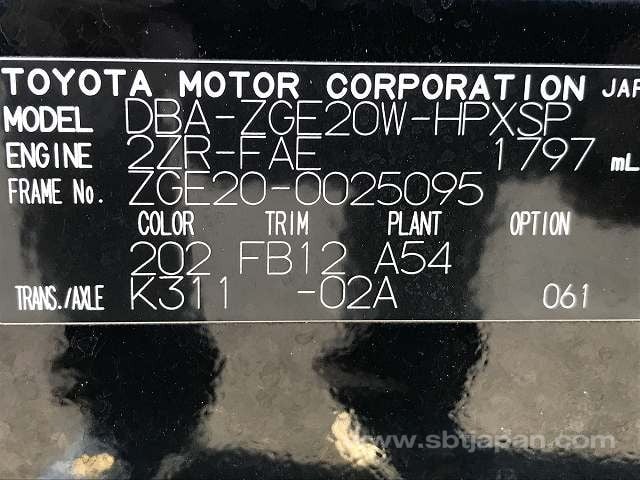 TOYOTA MOTOR CORPORATION JAP
MODEL DBA-ZGE20W-HPXSP
ENGINE 2ZR-FAE 1797 mL
FRAME No. ZGE20-0025095
COLOR TRIM PLANT OPTION
202 FB12 A54
TRANS./AXLE K311 -02A 061
www.sbtjapan.com